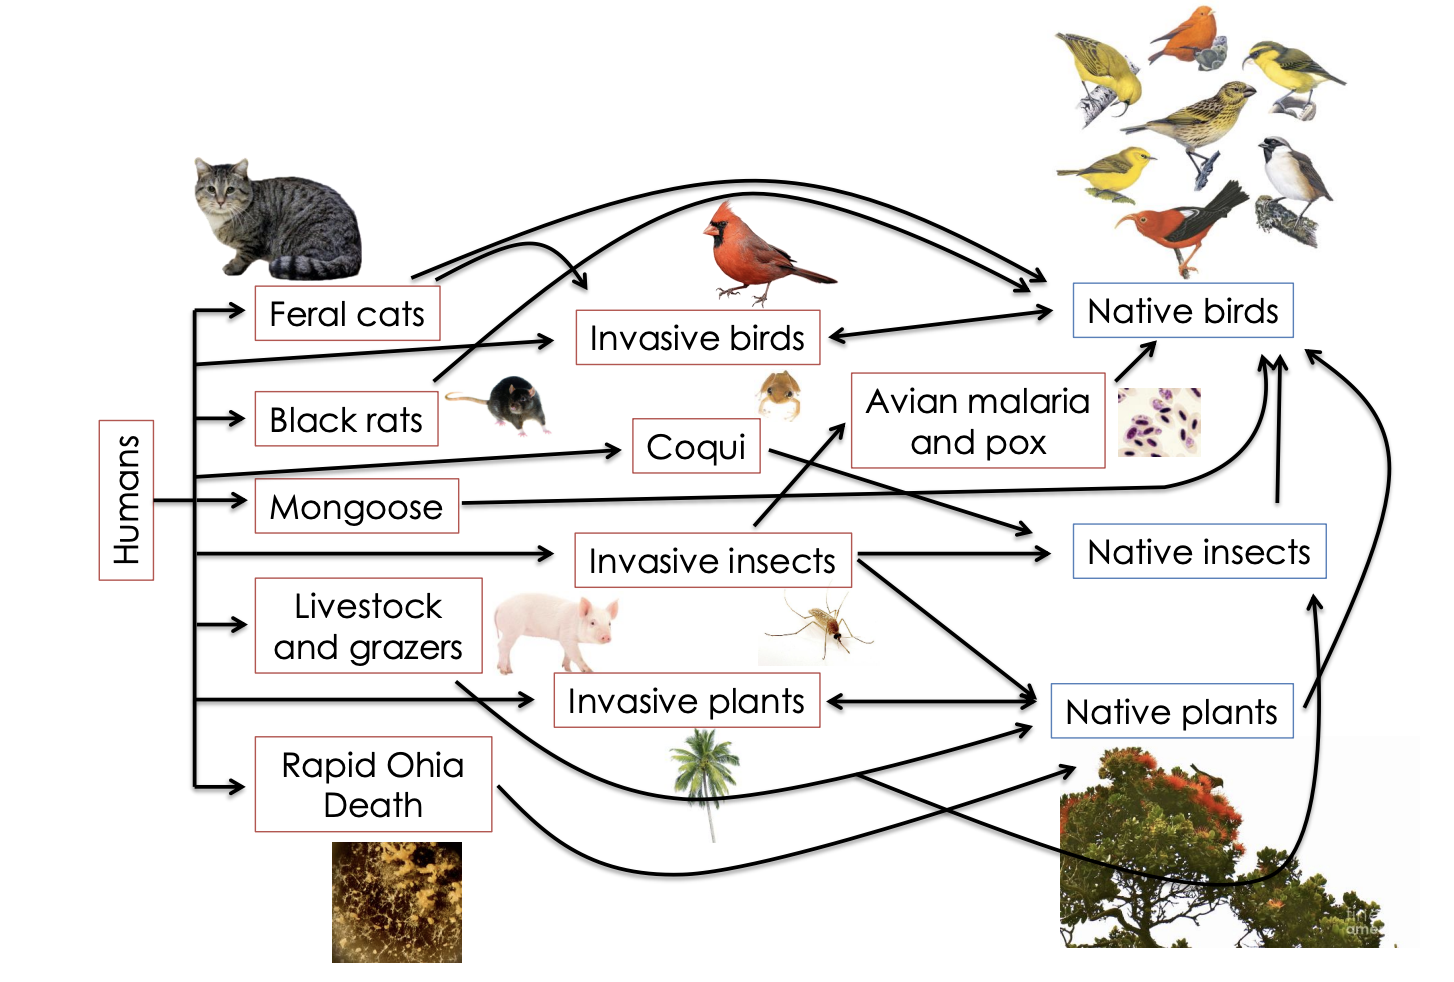 Feral cats
Invasive birds
Native birds
Black rats
Avian malaria
and pox
Coqui
Humans
Mongoose
Invasive insects
Native insects
Livestock
and grazers
Invasive plants
Native plants
Rapid Ohia
Death